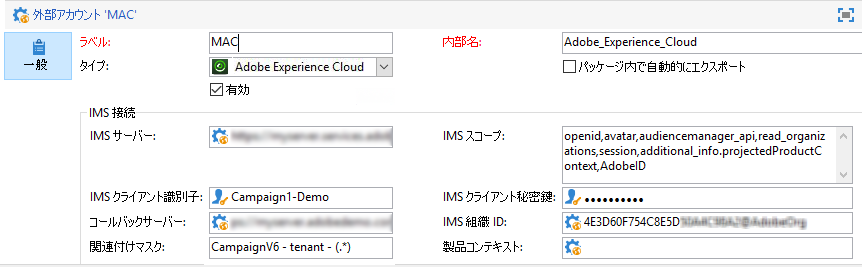 外部アカウント 'MAC'
一般
ラベル: MAC 内部名: Adobe_Experience_Cloud
タイプ: Adobe Experience Cloud パッケージ内で自動的にエクスポート
有効
IMS 接続
IMS サーバー: IMS スコープ: openid,avatar,audiencemanager_api,read_organiz
ations,session,additional_info.projectedProductC
ontext,AdobeID
IMS クライアント識別子: Campaign1-Demo IMS クライアント秘密鍵: ••••••••••
コールバックサーバー: IMS 組織 ID: 4E3D60F754C8E5D
関連付けマスク: CampaignV6 - tenant - (.*) 製品コンテキスト: